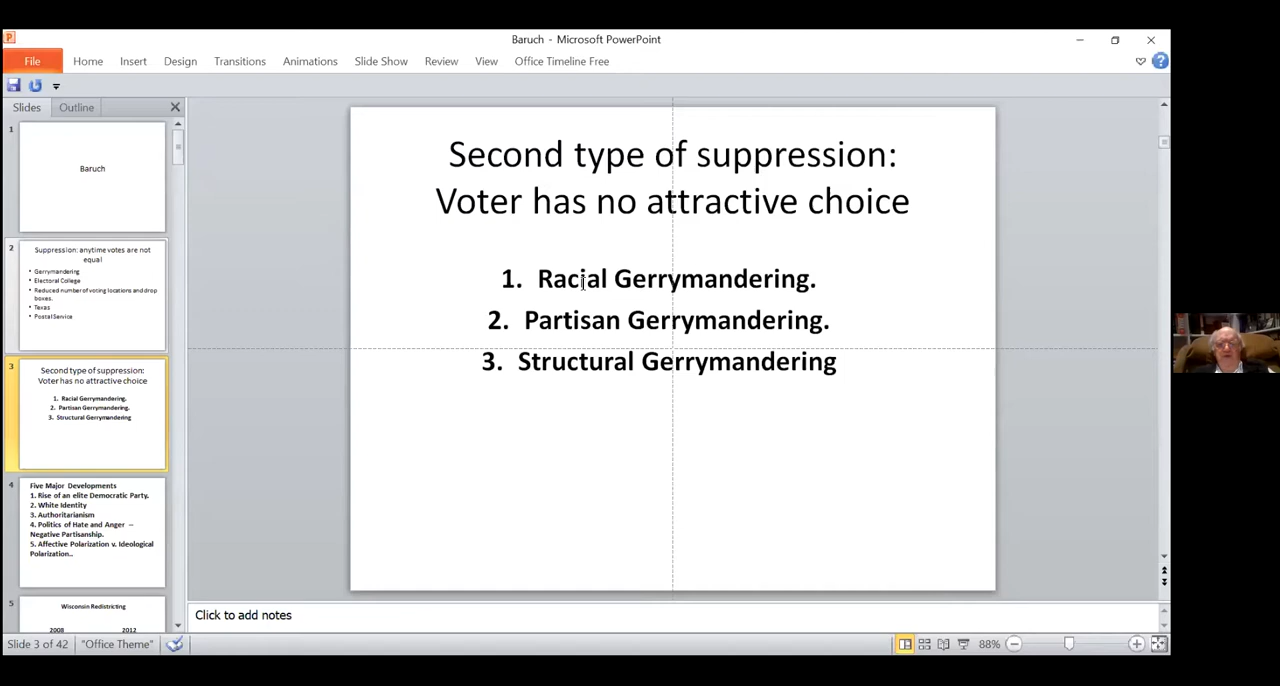 Baruch - Microsoft PowerPoint
File Home Insert Design Transitions Animations Slide Show Review View Office Timeline Free
Slides Outline
1
Baruch
2
Suppression: anytime votes are not
equal
• Gerrymandering
• Electoral College
• Reduced number of voting locations and drop
boxes.
• Texas
• Postal Service
3
Second type of suppression:
Voter has no attractive choice
1. Racial Gerrymandering.
2. Partisan Gerrymandering.
3. Structural Gerrymandering
4
Five Major Developments
1. Rise of an elite Democratic Party.
2. White Identity
3. Authoritarianism
4. Politics of Hate and Anger –
Negative Partisanship.
5. Affective Polarization v. Ideological
Polarization..
5
Wisconsin Redistricting
2008 2012
Second type of suppression:
Voter has no attractive choice
1. Racial Gerrymandering.
2. Partisan Gerrymandering.
3. Structural Gerrymandering
Click to add notes
Slide 3 of 42 "Office Theme" 88%